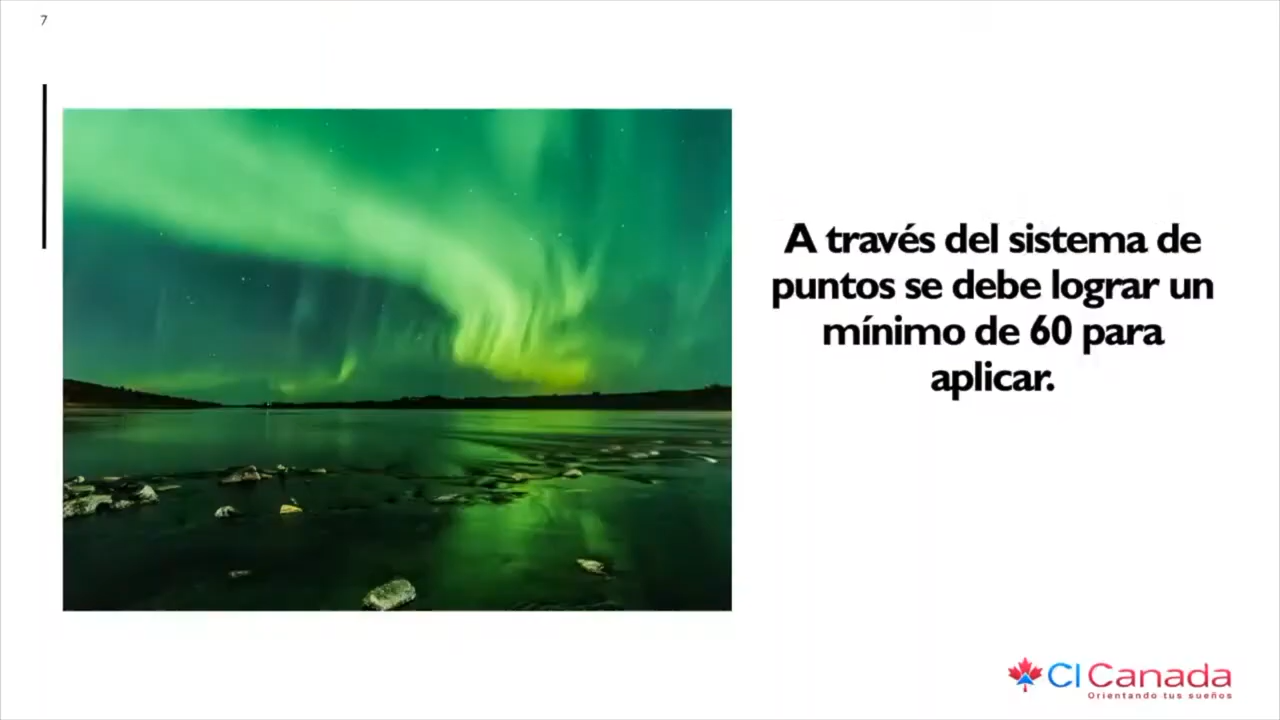 7
A través del sistema de
puntos se debe lograr un
mínimo de 60 para
aplicar.
CI Canada
Orientando tus sueños